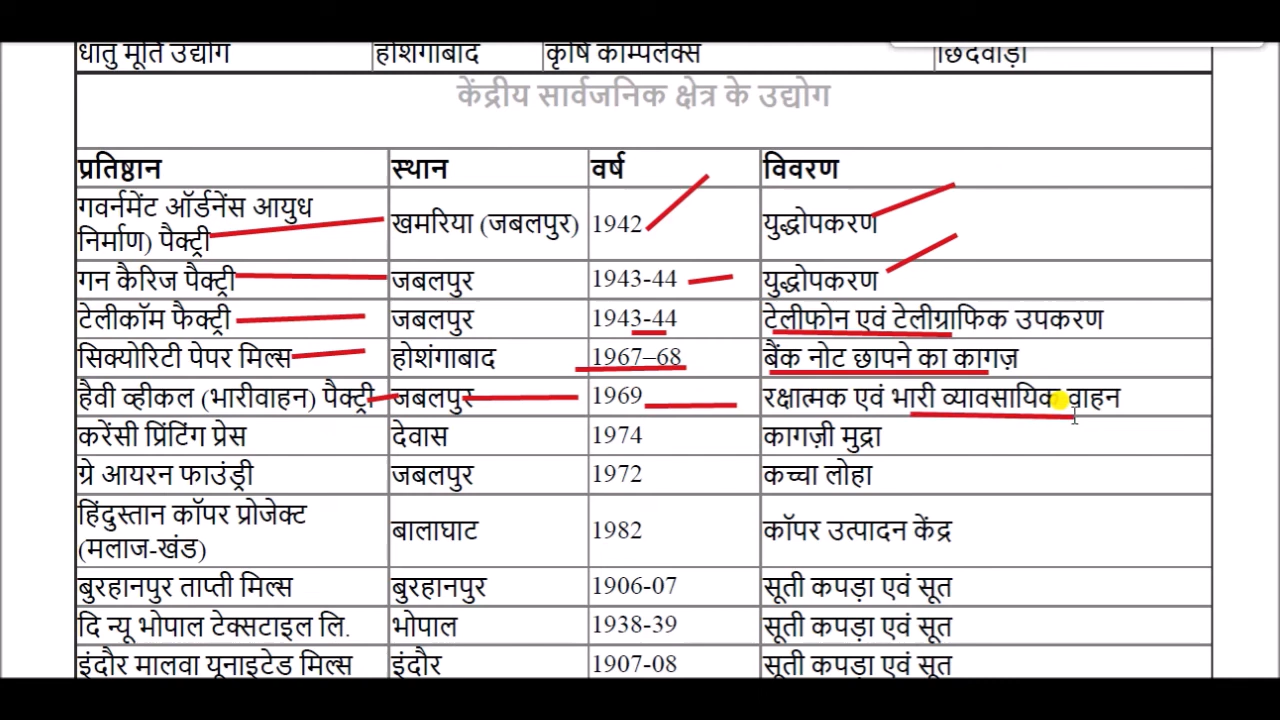 धातु मूर्ति उद्योग होशंगाबाद कृषि काम्पलेक्स छिंदवाड़ा
केंद्रीय सार्वजनिक क्षेत्र के उद्योग
प्रतिष्ठान स्थान वर्ष विवरण
गवर्नमेंट ऑर्डनेंस आयुध
निर्माण) पैक्ट्री खमरिया (जबलपुर) 1942 युद्धोपकरण
गन कैरिज पैक्ट्री जबलपुर 1943-44 युद्धोपकरण
टेलीकॉम फैक्ट्री जबलपुर 1943-44 टेलीफोन एवं टेलीग्राफिक उपकरण
सिक्योरिटी पेपर मिल्स होशंगाबाद 1967–68 बैंक नोट छापने का कागज़
हैवी व्हीकल (भारीवाहन) पैक्ट्री जबलपुर 1969 रक्षात्मक एवं भारी व्यावसायिक वाहन
करेंसी प्रिंटिंग प्रेस देवास 1974 कागज़ी मुद्रा
ग्रे आयरन फाउंड्री जबलपुर 1972 कच्चा लोहा
हिंदुस्तान कॉपर प्रोजेक्ट
(मलाज-खंड) बालाघाट 1982 कॉपर उत्पादन केंद्र
बुरहानपुर ताप्ती मिल्स बुरहानपुर 1906-07 सूती कपड़ा एवं सूत
दि न्यू भोपाल टेक्सटाइल लि. भोपाल 1938-39 सूती कपड़ा एवं सूत
इंदौर मालवा यूनाइटेड मिल्स इंदौर 1907-08 सूती कपड़ा एवं सूत